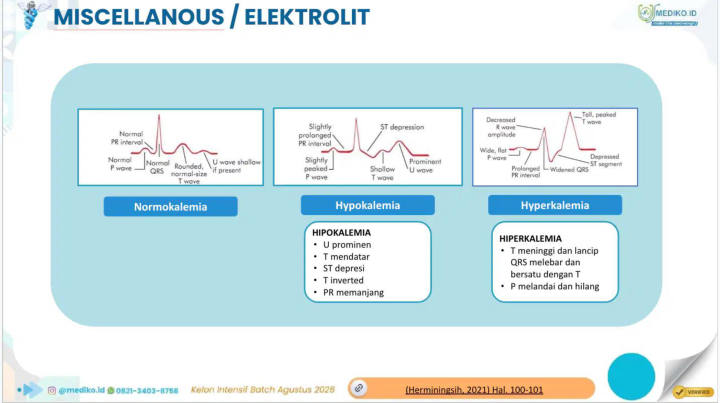 MISCELLANOUS / ELEKTROLIT
MEDIKO.ID
Normal
PR interval
Normal
P wave
Normal
QRS
Rounded,
normal-size
T wave
U wave shallow
if present
Slightly
prolonged
PR interval
Slightly
peaked
P wave
ST depression
Shallow
T wave
Prominent
U wave
Decreased
R wave
amplitude
Wide, flat
P wave
Prolonged
PR interval
Widened QRS
Tall, peaked
T wave
Depressed
ST segment
Normokalemia
Hypokalemia
Hyperkalemia
HIPOKALEMIA
• U prominen
• T mendatar
• ST depresi
• T inverted
• PR memanjang
HIPERKALEMIA
• T meninggi dan lancip
QRS melebar dan
bersatu dengan T
• P melandai dan hilang
@mediko.id 0821-3403-8758 Kelon Intensif Batch Agustus 2026
(Herminingsih, 2021) Hal. 100-101